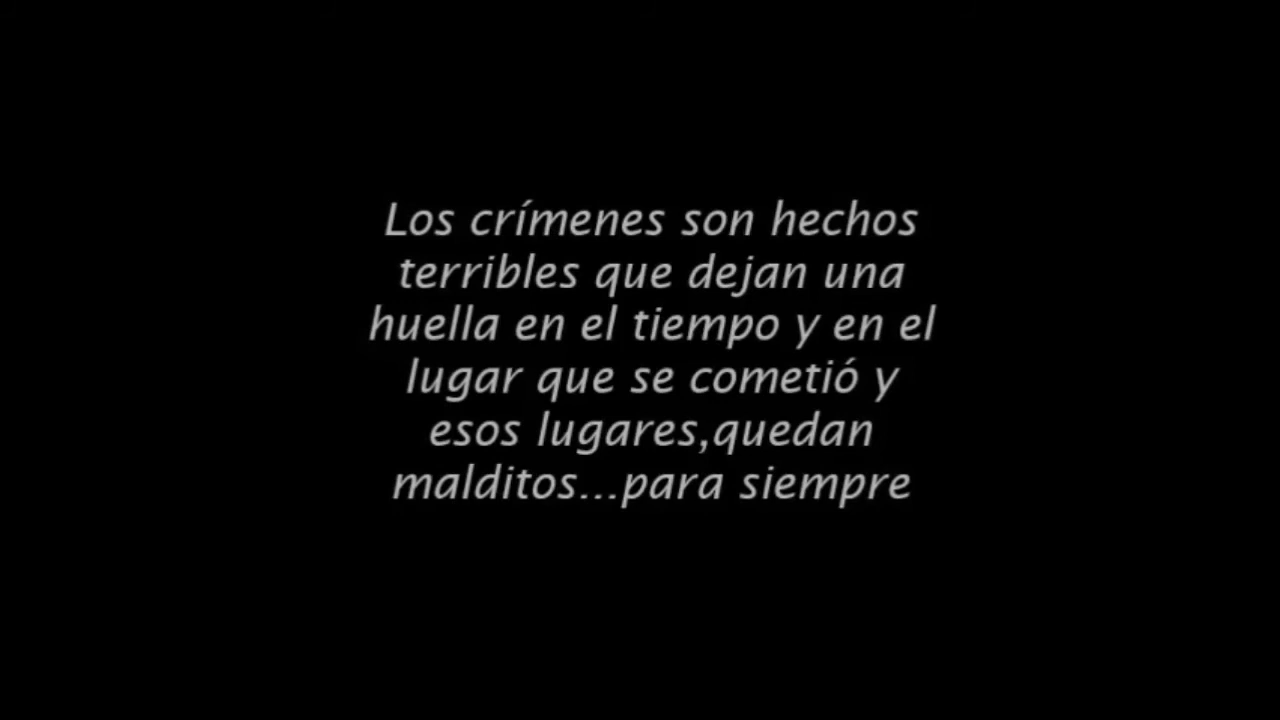 Los crímenes son hechos
terribles que dejan una
huella en el tiempo y en el
lugar que se cometió y
esos lugares,quedan
malditos...para siempre